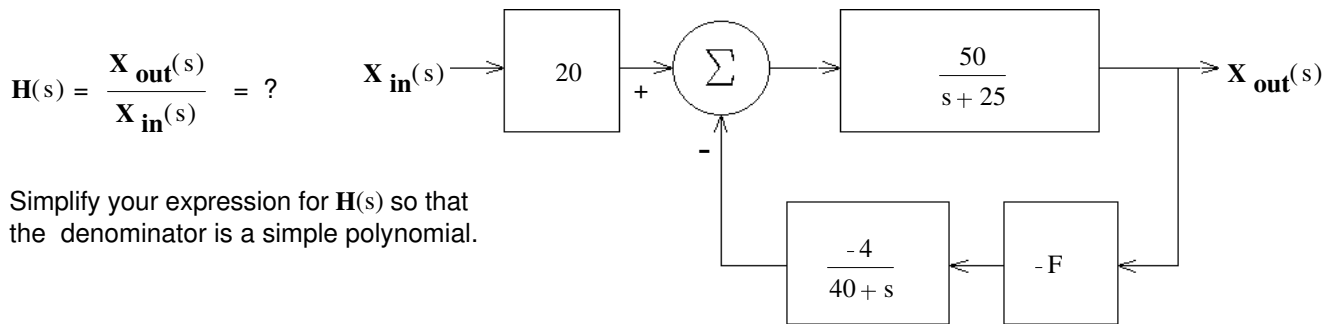 H(s) = X out(s) / X in(s) = ?
X in(s)
20
+
Σ
-
50 / s + 25
X out(s)
Simplify your expression for H(s) so that
the denominator is a simple polynomial.
-4 / 40 + s
-F